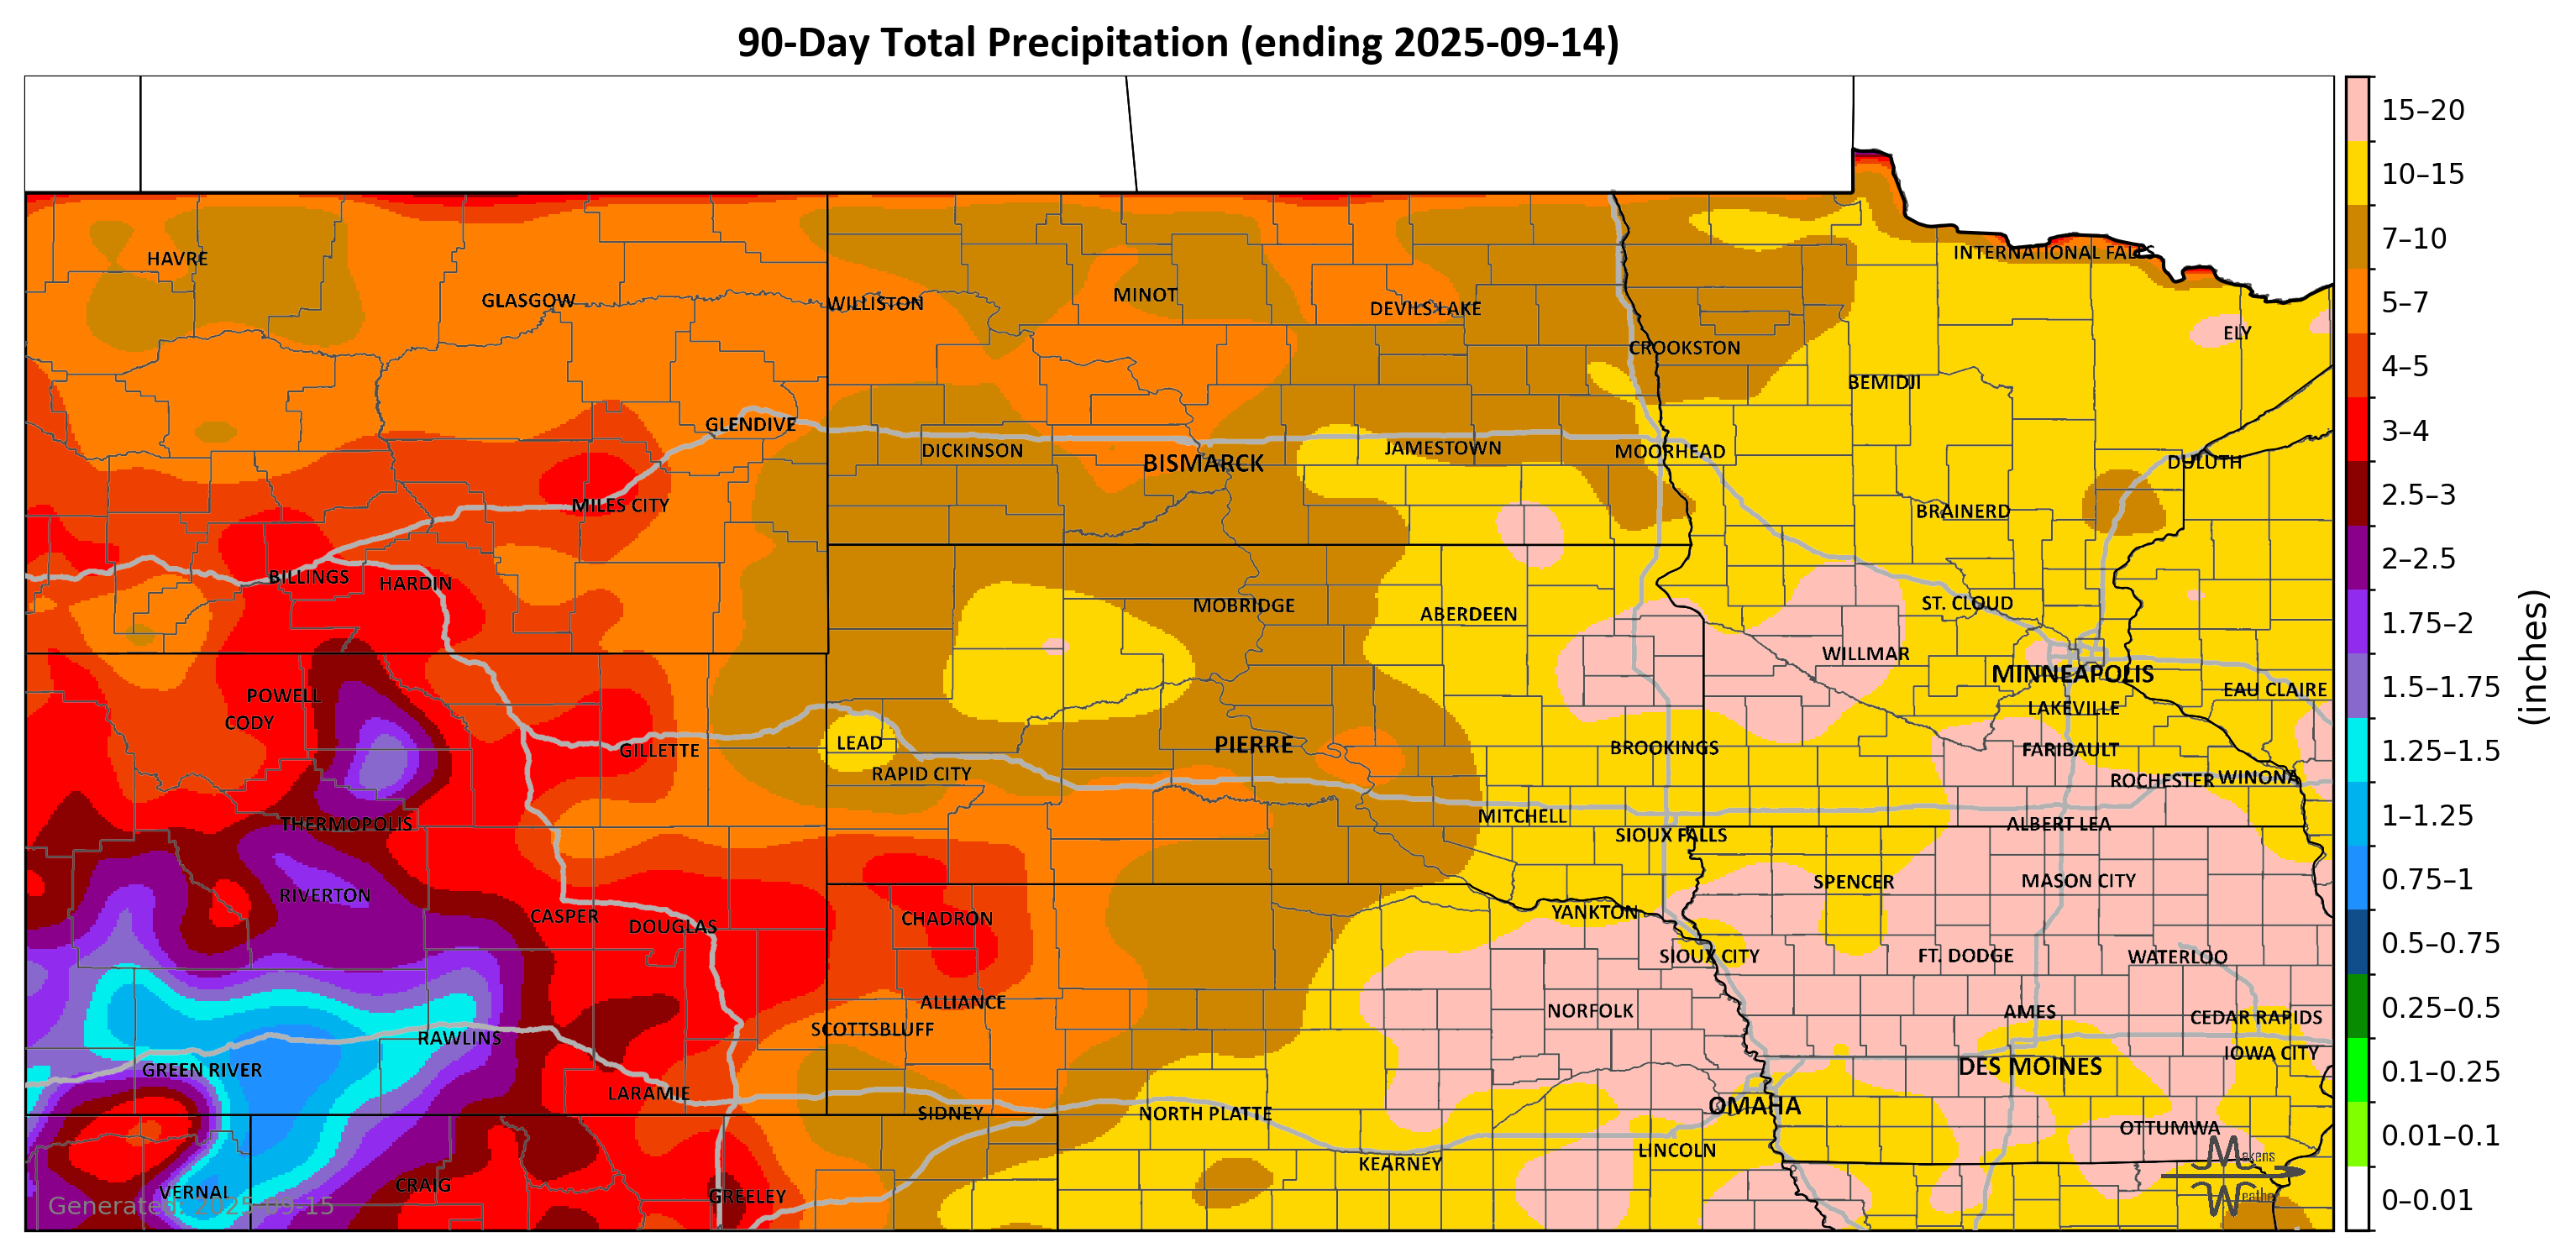 90-Day Total Precipitation (ending 2025-09-14)
15–20
10–15
7–10
5–7
4–5
3–4
2.5–3
2–2.5
1.75–2
1.5–1.75
1.25–1.5
1–1.25
0.75–1
0.5–0.75
0.25–0.5
0.1–0.25
0.01–0.1
0–0.01
(inches)
HAVRE
INTERNATIONAL FALLS
GLASGOW
WILLISTON
MINOT
DEVILS LAKE
ELY
CROOKSTON
BEMIDJI
GLENDIVE
DICKINSON
BISMARCK
JAMESTOWN
MOORHEAD
DULUTH
MILES CITY
BRAINERD
BILLINGS
HARDIN
MOBRIDGE
ABERDEEN
ST. CLOUD
WILLMAR
MINNEAPOLIS
POWELL
CODY
EAU CLAIRE
LAKEVILLE
GILLETTE
LEAD
RAPID CITY
PIERRE
BROOKINGS
FARIBAULT
ROCHESTER
WINONA
THERMOPOLIS
MITCHELL
SIOUX FALLS
ALBERT LEA
RIVERTON
CASPER
DOUGLAS
CHADRON
YANKTON
SPENCER
MASON CITY
SIOUX CITY
FT. DODGE
WATERLOO
ALLIANCE
SCOTTSBLUFF
NORFOLK
AMES
CEDAR RAPIDS
RAWLINS
GREEN RIVER
IOWA CITY
DES MOINES
LARAMIE
SIDNEY
NORTH PLATTE
OMAHA
OTTUMWA
KEARNEY
LINCOLN
VERNAL
CRAIG
GREELEY
Generated: 2025-09-15
Makens
Weather